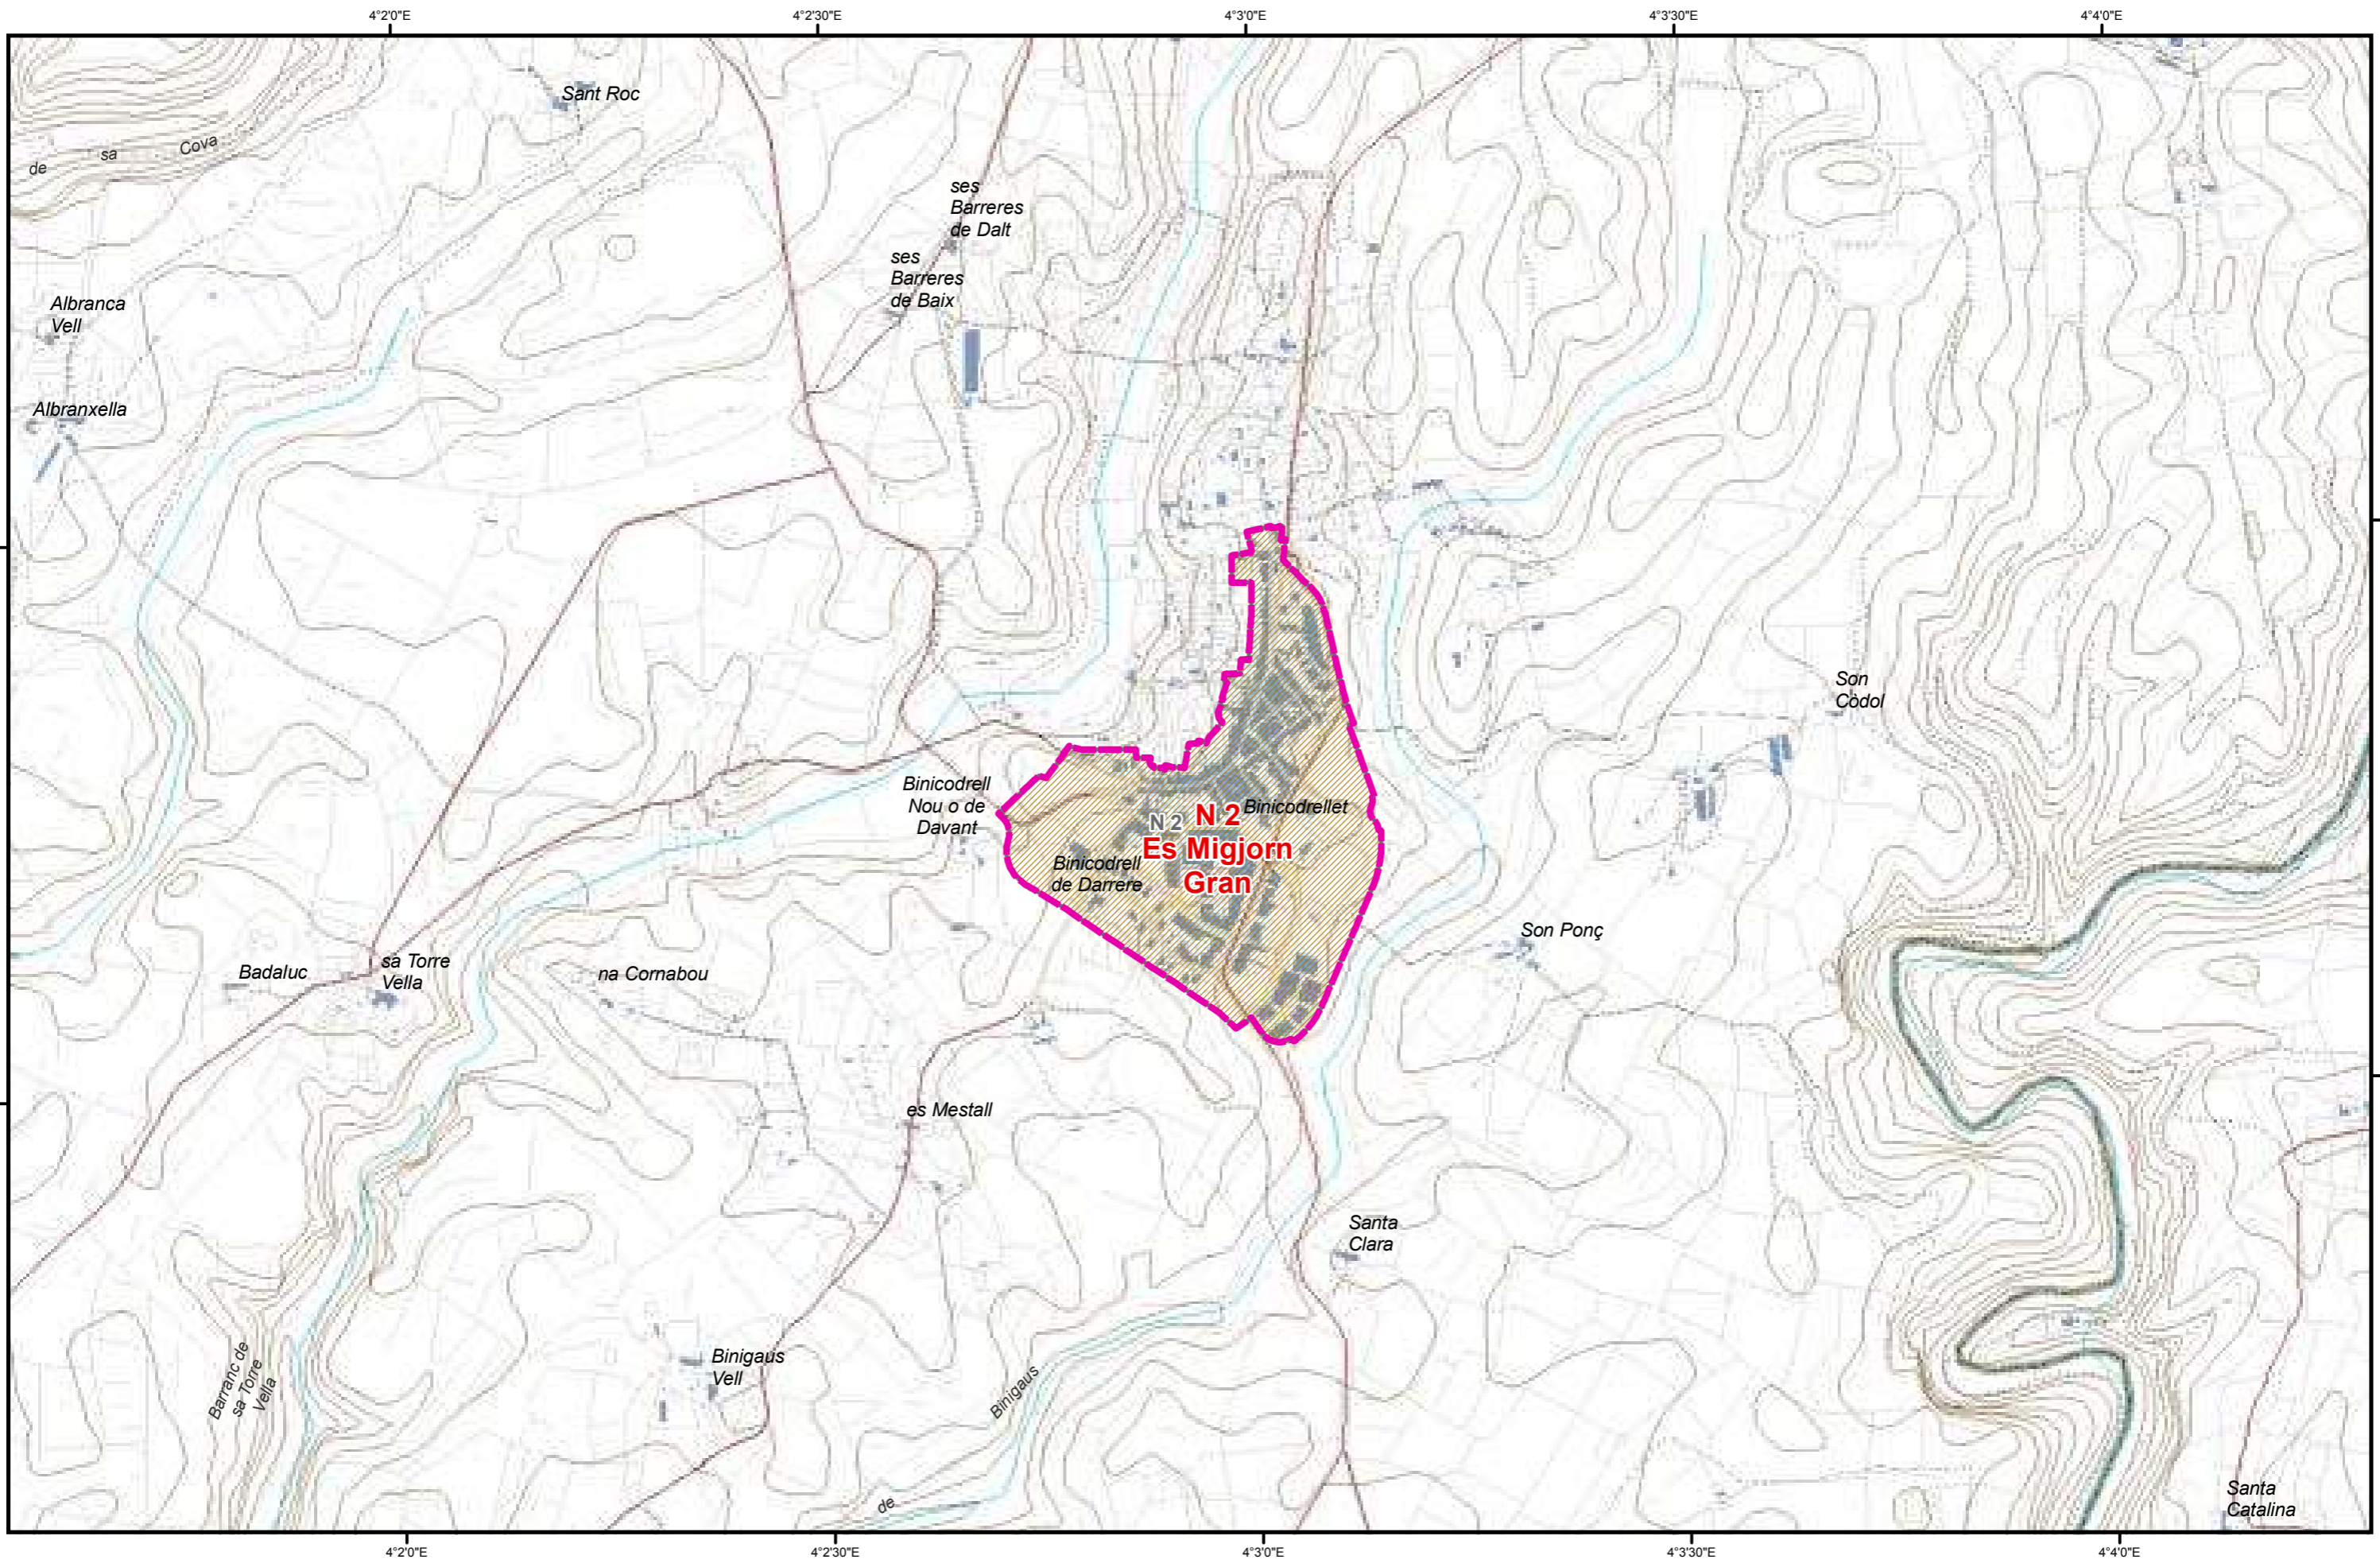 4°2'0"E
4°2'30"E
4°3'0"E
4°3'30"E
4°4'0"E
Sant Roc
de sa Cova
ses
Barreres
de Dalt
ses
Barreres
de Baix
Albranca
Vell
Albranxella
Son
Còdol
Binicodrell
Nou o de
Davant
N 2
N 2
Es Migjorn
Gran
Binicodrellet
Binicodrell
de Darrere
Son Ponç
sa Torre
Vella
Badaluc
na Cornabou
es Mestall
Santa
Clara
Binigaus
Vell
Barranc de
sa Torre
Vella
Binigaus
de
Santa
Catalina
4°2'0"E
4°2'30"E
4°3'0"E
4°3'30"E
4°4'0"E